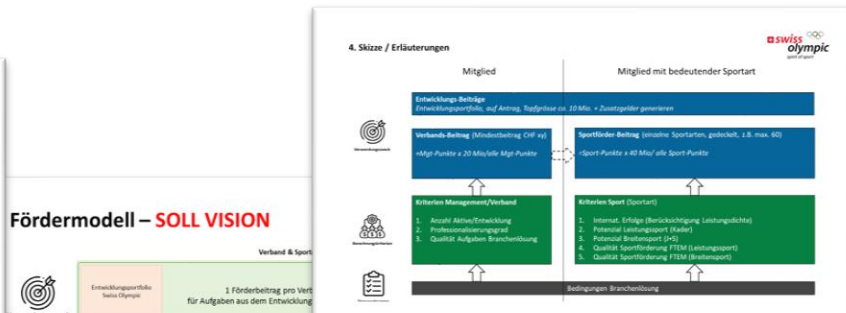 4. Skizze / Erläuterungen
swiss
olympic
spirit of sport
Mitglied
Mitglied mit bedeutender Sportart
Entwicklungs-Beiträge
Entwicklungsportfolio, auf Antrag, Topfgrösse ca. 10 Mio. + Zusatzgelder generieren
Verbands-Beitrag (Mindestbeitrag CHF xy)
=Mgt-Punkte x 20 Mio/alle Mgt-Punkte
Sportförder-Beitrag (einzelne Sportarten, gedeckelt, z.B. max. 60)
=Sport-Punkte x 40 Mio/ alle Sport-Punkte
Kriterien Management/Verband
1. Anzahl Aktive/Entwicklung
2. Professionalisierungsgrad
3. Qualität Aufgaben Branchenlösung
Kriterien Sport (Sportart)
1. Internat. Erfolge (Berücksichtigung Leistungsdichte)
2. Potenzial Leistungssport (Kader)
3. Potenzial Breitensport (J+S)
4. Qualität Sportförderung FTEM (Leistungssport)
5. Qualität Sportförderung FTEM (Breitensport)
Bedingungen Branchenlösung
Fördermodell – SOLL VISION
Verband & Sport
Entwicklungsportfolio
Swiss Olympic
1 Förderbeitrag pro Ver
für Aufgaben aus dem Entwicklung